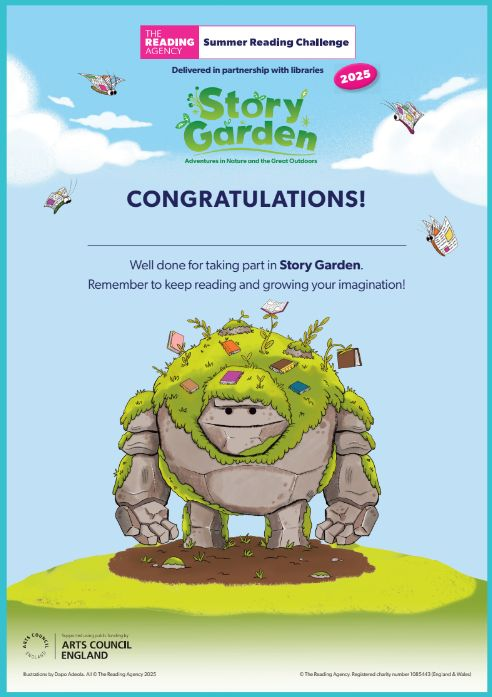 THE
READING
AGENCY
Summer Reading Challenge
Delivered in partnership with libraries
2025
Story
Garden
Adventures in Nature and the Great Outdoors
CONGRATULATIONS!
Well done for taking part in Story Garden.
Remember to keep reading and growing your imagination!
ARTS COUNCIL
ENGLAND
Supported using public funding by
ARTS COUNCIL
ENGLAND
Illustrations by Dapo Adeola. All © The Reading Agency 2025
© The Reading Agency. Registered charity number 1085443 (England & Wales)